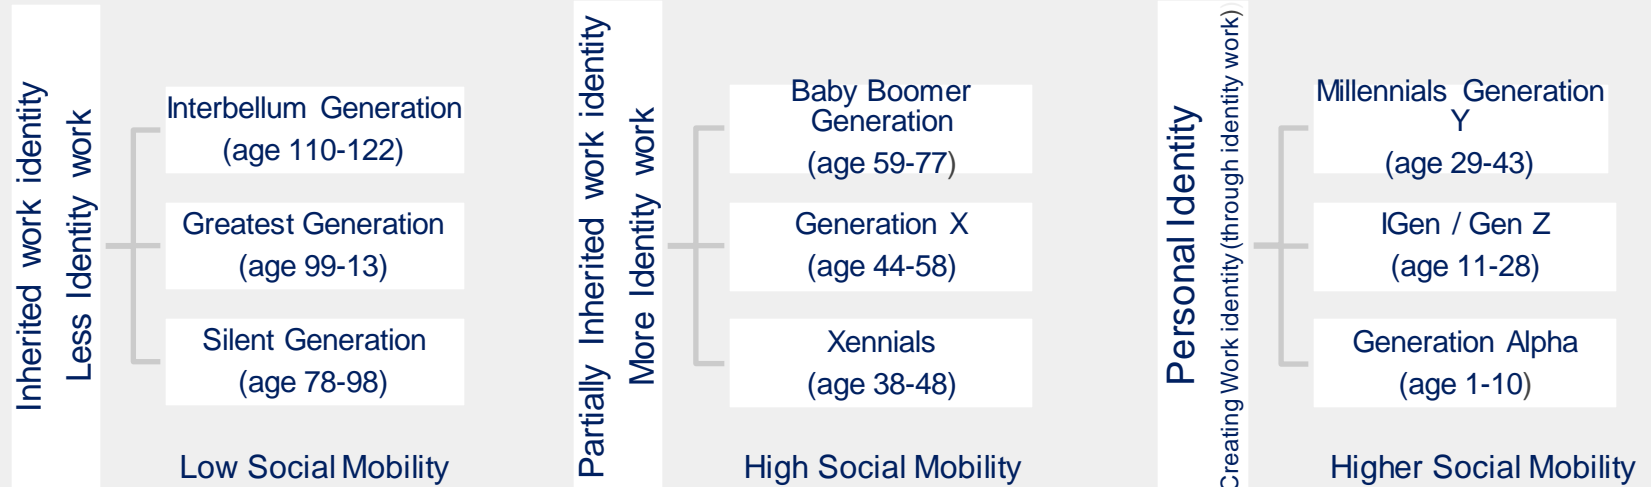 Inherited work identity
Less Identity work
Interbellum Generation
(age 110-122)
Greatest Generation
(age 99-13)
Silent Generation
(age 78-98)
Low Social Mobility
Partially Inherited work identity
More Identity work
Baby Boomer
Generation
(age 59-77)
Generation X
(age 44-58)
Xennials
(age 38-48)
High Social Mobility
Personal Identity
Creating Work identity (through identity work)
Millennials Generation
Y
(age 29-43)
IGen / Gen Z
(age 11-28)
Generation Alpha
(age 1-10)
Higher Social Mobility